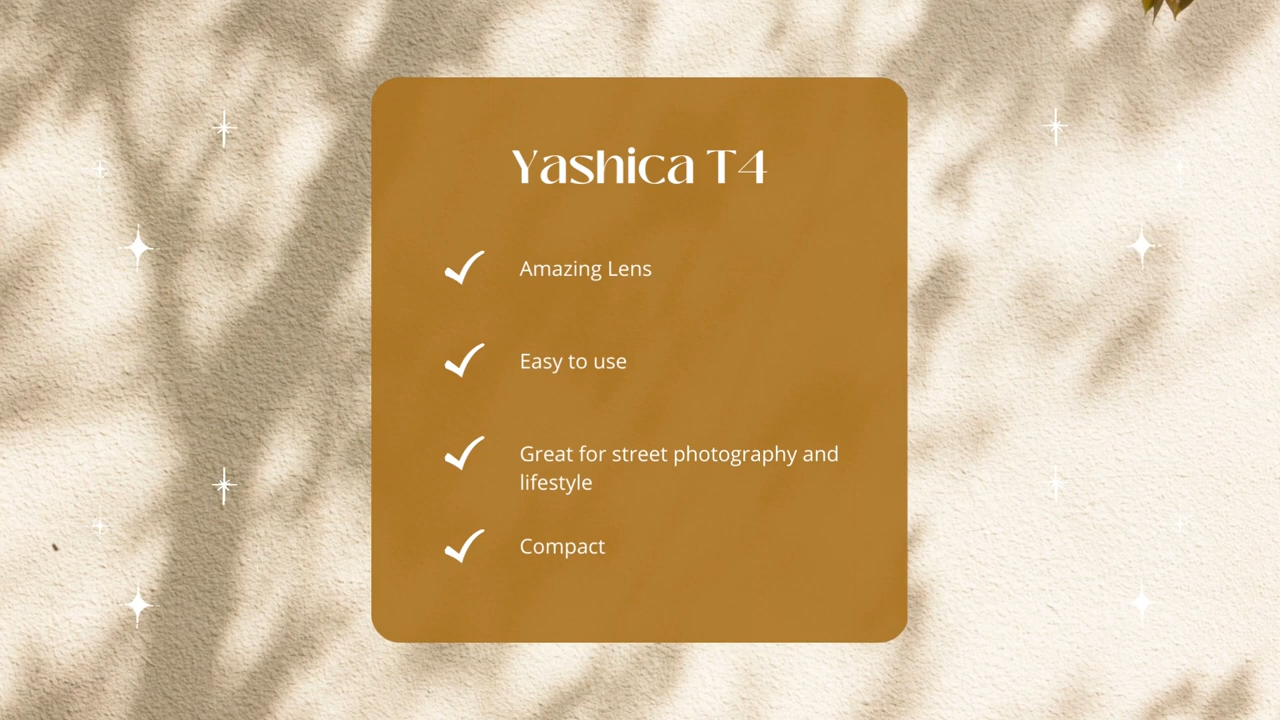 Yashica T4
Amazing Lens
Easy to use
Great for street photography and
lifestyle
Compact